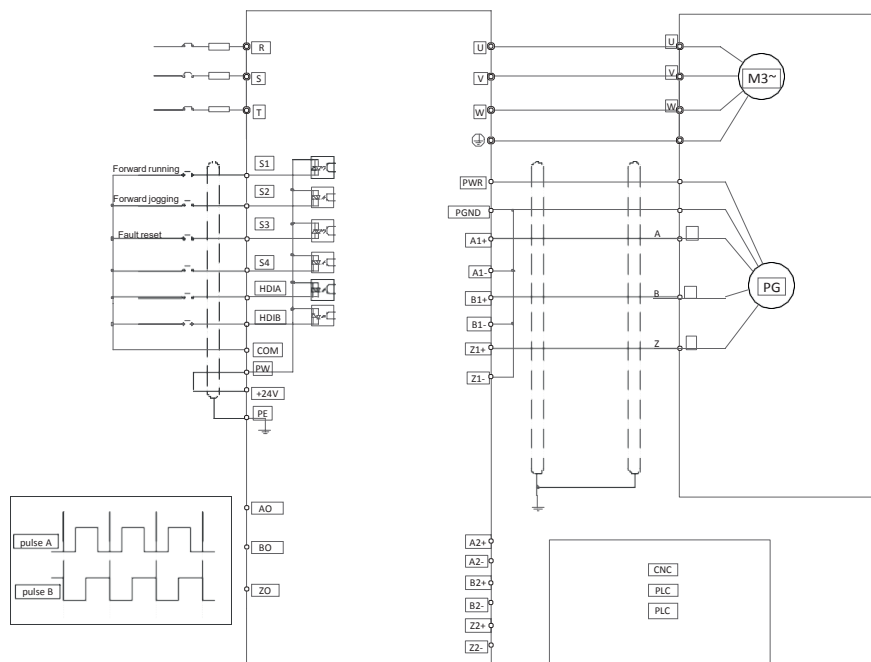 R
S
T
U
V
W
U
V
W
M3~
Forward running
Forward jogging
Fault reset
S1
S2
S3
S4
HDIA
HDIB
COM
PW
+24V
PE
PWR
PGND
A1+
A1-
B1+
B1-
Z1+
Z1-
A
B
Z
PG
pulse A
pulse B
AO
BO
ZO
A2+
A2-
B2+
B2-
Z2+
Z2-
CNC
PLC
PLC